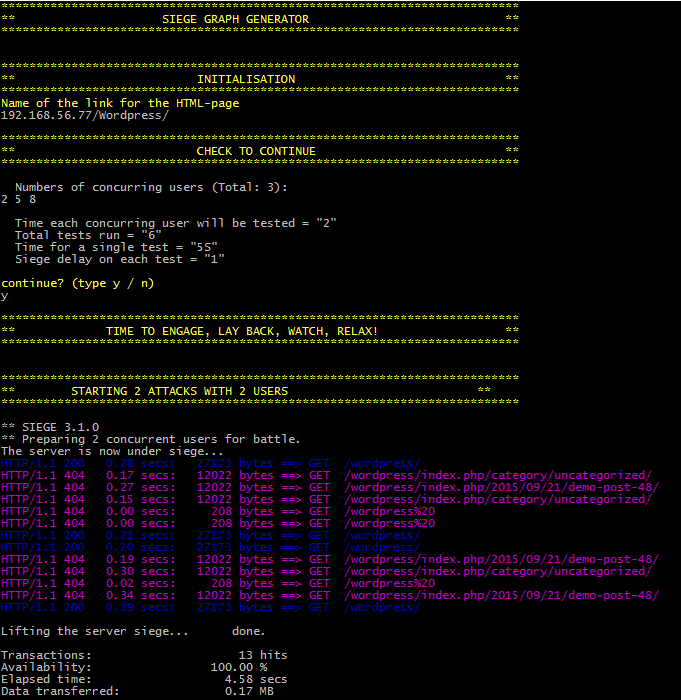 **************************************************************************
** SIEGE GRAPH GENERATOR **
**************************************************************************
**************************************************************************
** INITIALISATION **
**************************************************************************
Name of the link for the HTML-page
192.168.56.77/Wordpress/
**************************************************************************
** CHECK TO CONTINUE **
**************************************************************************
Numbers of concurring users (Total: 3):
2 5 8
Time each concurring user will be tested = "2"
Total tests run = "6"
Time for a single test = "5S"
Siege delay on each test = "1"
continue? (type y / n)
y
**************************************************************************
** TIME TO ENGAGE, LAY BACK, WATCH, RELAX! **
**************************************************************************
**************************************************************************
** STARTING 2 ATTACKS WITH 2 USERS **
**************************************************************************
** SIEGE 3.1.0
** Preparing 2 concurrent users for battle.
The server is now under siege...
HTTP/1.1 200 0.28 secs: 27173 bytes ==> GET /wordpress/
HTTP/1.1 404 0.17 secs: 12022 bytes ==> GET /wordpress/index.php/category/uncategorized/
HTTP/1.1 404 0.27 secs: 12022 bytes ==> GET /wordpress/index.php/2015/09/21/demo-post-48/
HTTP/1.1 404 0.15 secs: 12022 bytes ==> GET /wordpress/index.php/category/uncategorized/
HTTP/1.1 404 0.00 secs: 208 bytes ==> GET /wordpress%20
HTTP/1.1 404 0.00 secs: 208 bytes ==> GET /wordpress%20
HTTP/1.1 200 0.21 secs: 27173 bytes ==> GET /wordpress/
HTTP/1.1 200 0.20 secs: 27173 bytes ==> GET /wordpress/
HTTP/1.1 404 0.19 secs: 12022 bytes ==> GET /wordpress/index.php/2015/09/21/demo-post-48/
HTTP/1.1 404 0.30 secs: 12022 bytes ==> GET /wordpress/index.php/category/uncategorized/
HTTP/1.1 404 0.02 secs: 208 bytes ==> GET /wordpress%20
HTTP/1.1 404 0.34 secs: 12022 bytes ==> GET /wordpress/index.php/2015/09/21/demo-post-48/
HTTP/1.1 200 0.39 secs: 27173 bytes ==> GET /wordpress/
Lifting the server siege... done.
Transactions: 13 hits
Availability: 100.00 %
Elapsed time: 4.58 secs
Data transferred: 0.17 MB